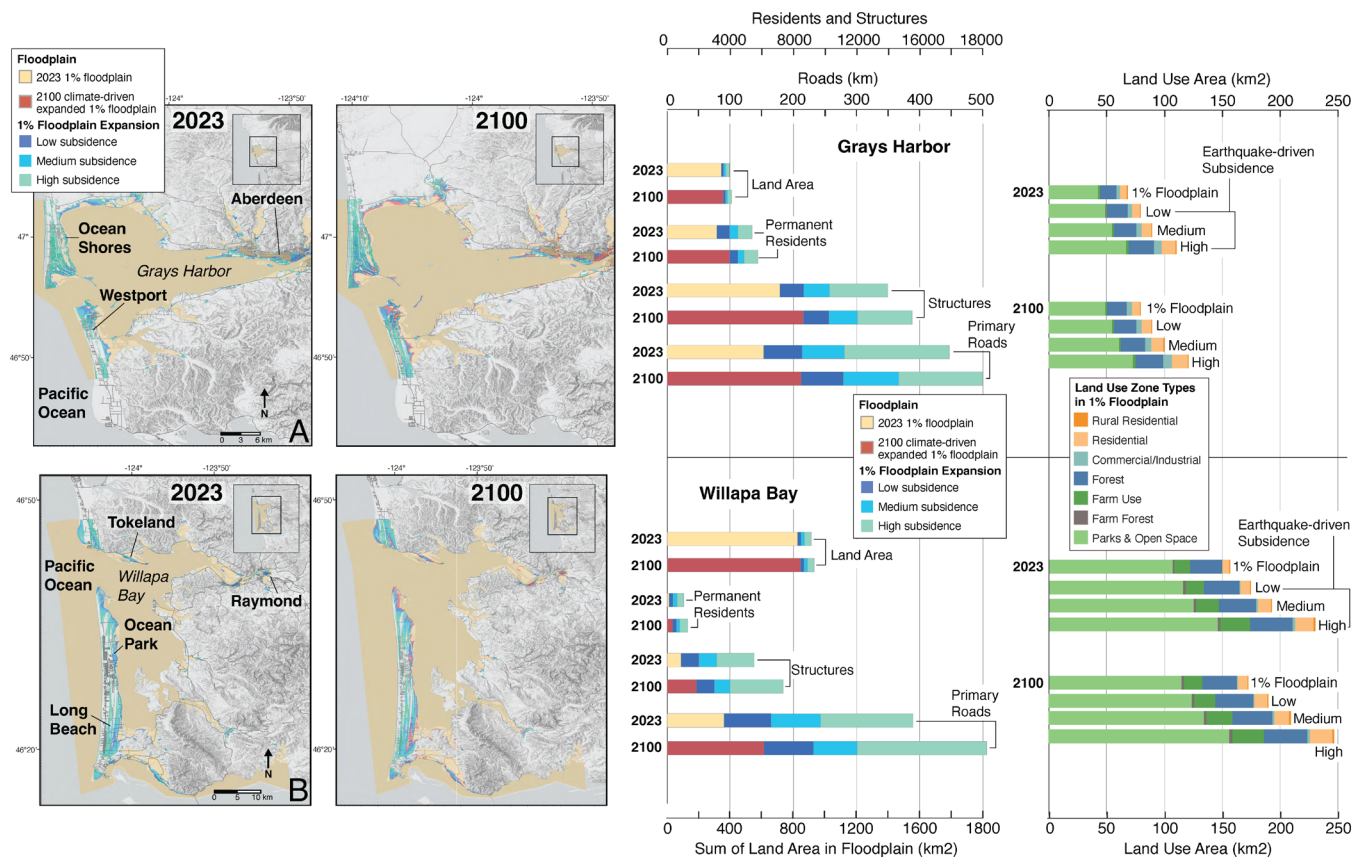 Floodplain
2023 1% floodplain
2100 climate-driven
expanded 1% floodplain
1% Floodplain Expansion
Low subsidence
Medium subsidence
High subsidence
-124°
-123°50'
-124°10'
-124°
-123°50'
2023
2100
Aberdeen
47°
Ocean
Shores
Grays Harbor
Westport
46°50'
Pacific
Ocean
N
0 3 6 km
A
-124°
-123°50'
-124°
-123°50'
46°50'
2023
2100
Tokeland
Pacific
Ocean
Willapa
Bay
Raymond
Ocean
Park
Long
Beach
46°20'
N
0 5 10 km
B
Residents and Structures
0 4000 8000 12000 16000 18000
Roads (km)
0 100 200 300 400 500
Grays Harbor
2023
2100
Land Area
2023
2100
Permanent
Residents
2023
2100
Structures
2023
2100
Primary
Roads
Floodplain
2023 1% floodplain
2100 climate-driven
expanded 1% floodplain
1% Floodplain Expansion
Low subsidence
Medium subsidence
High subsidence
Willapa Bay
2023
2100
Land Area
2023
2100
Permanent
Residents
2023
2100
Structures
2023
2100
Primary
Roads
0 400 800 1200 1600 1800
Sum of Land Area in Floodplain (km2)
Land Use Area (km2)
0 50 100 150 200 250
Earthquake-driven
Subsidence
2023
1% Floodplain
Low
Medium
High
2100
1% Floodplain
Low
Medium
High
Land Use Zone Types
in 1% Floodplain
Rural Residential
Residential
Commercial/Industrial
Forest
Farm Use
Farm Forest
Parks & Open Space
Earthquake-driven
Subsidence
2023
1% Floodplain
Low
Medium
High
2100
1% Floodplain
Low
Medium
High
0 50 100 150 200 250
Land Use Area (km2)